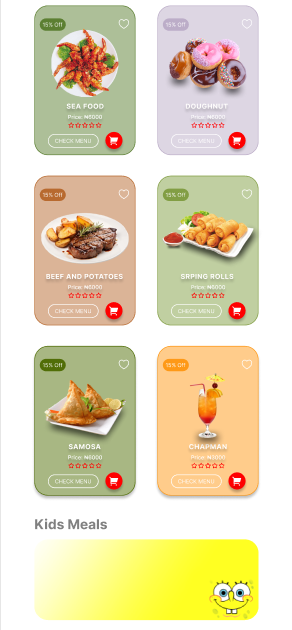 15% Off
SEA FOOD
Price: ₦6000
CHECK MENU
15% Off
DOUGHNUT
Price: ₦6000
CHECK MENU
15% Off
BEEF AND POTATOES
Price: ₦6000
CHECK MENU
15% Off
SRPING ROLLS
Price: ₦6000
CHECK MENU
15% Off
SAMOSA
Price: ₦6000
CHECK MENU
15% Off
CHAPMAN
Price: ₦6000
CHECK MENU
Kids Meals